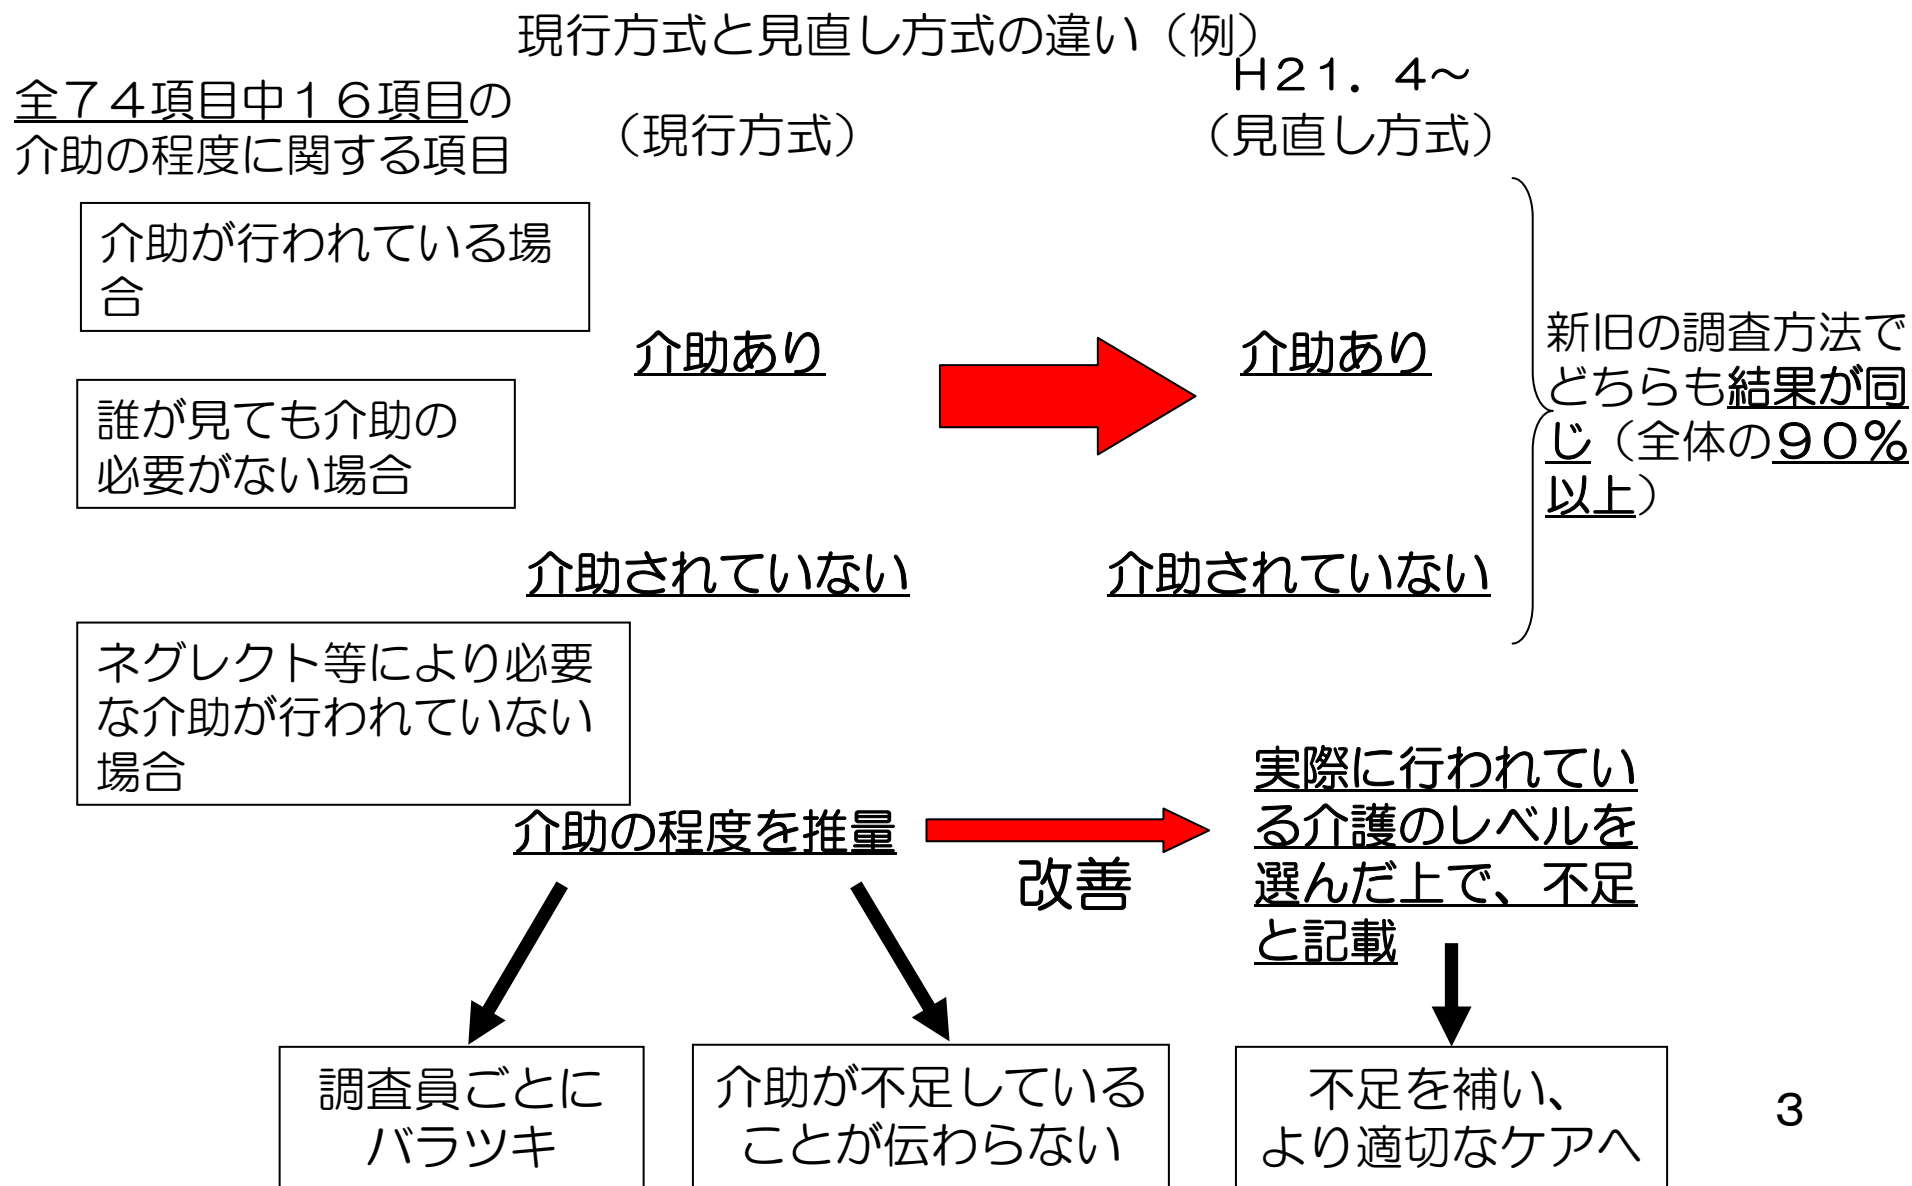 現行方式と見直し方式の違い（例）
H21．4～
全７４項目中１６項目の
介助の程度に関する項目
（現行方式）
（見直し方式）
介助が行われている場
合
介助あり
介助あり
誰が見ても介助の
必要がない場合
介助されていない
介助されていない
新旧の調査方法で
どちらも結果が同
じ（全体の９０％
以上）
ネグレクト等により必要
な介助が行われていない
場合
介助の程度を推量
改善
実際に行われてい
る介護のレベルを
選んだ上で、不足
と記載
調査員ごとに
バラツキ
介助が不足している
ことが伝わらない
不足を補い、
より適切なケアへ
3